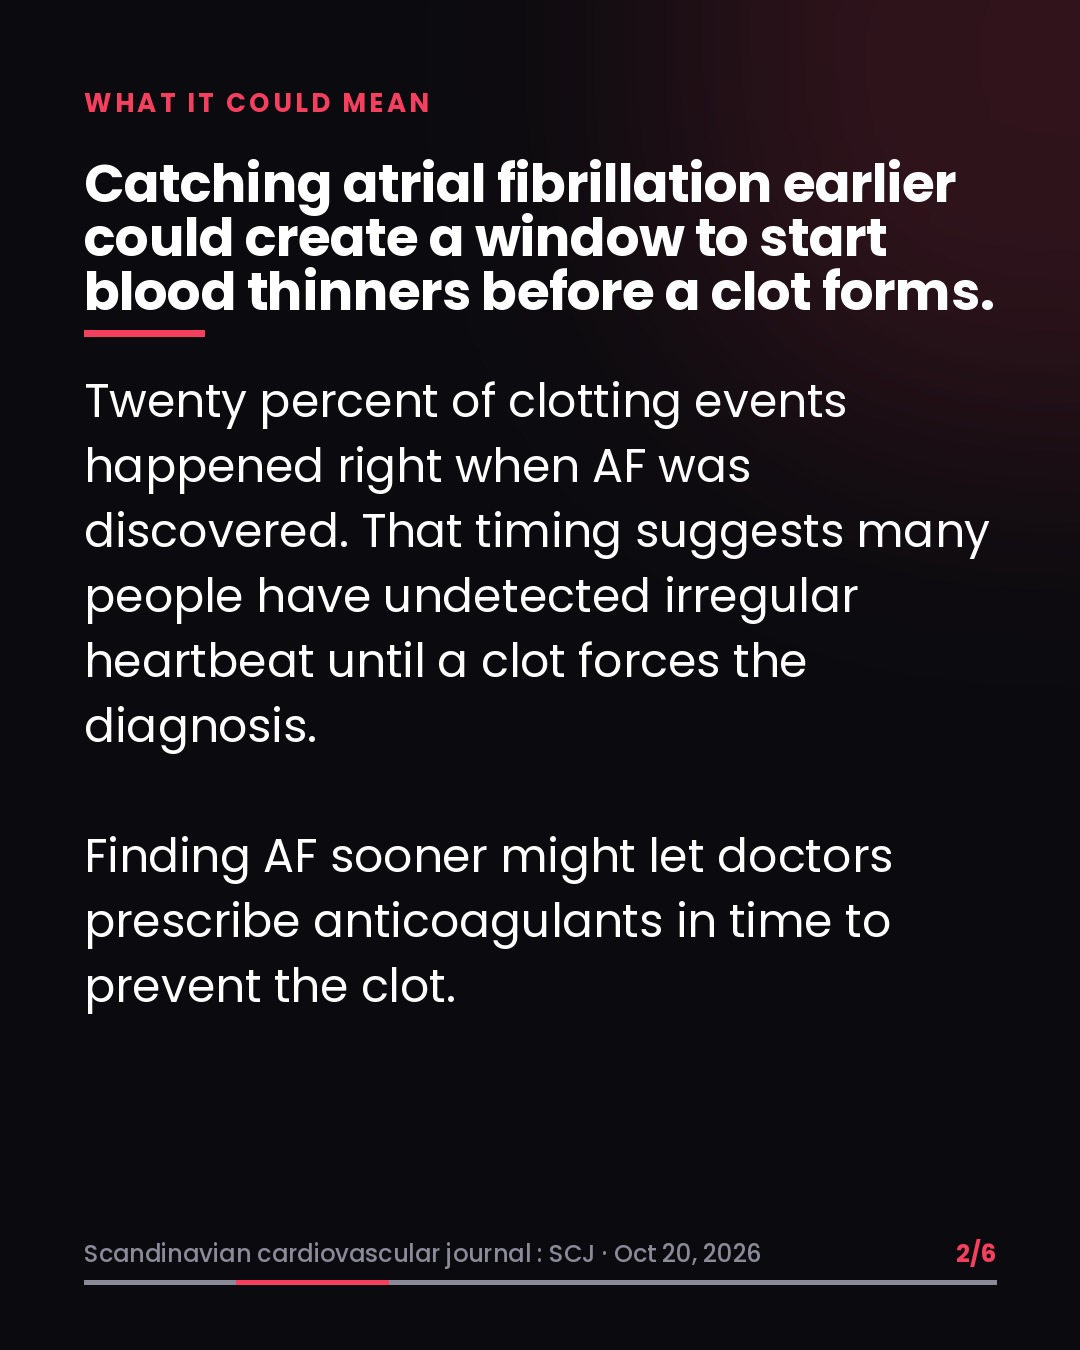 WHAT IT COULD MEAN
Catching atrial fibrillation earlier
could create a window to start
blood thinners before a clot forms.
Twenty percent of clotting events
happened right when AF was
discovered. That timing suggests many
people have undetected irregular
heartbeat until a clot forces the
diagnosis.
Finding AF sooner might let doctors
prescribe anticoagulants in time to
prevent the clot.
Scandinavian cardiovascular journal : SCJ · Oct 20, 2026
2/6